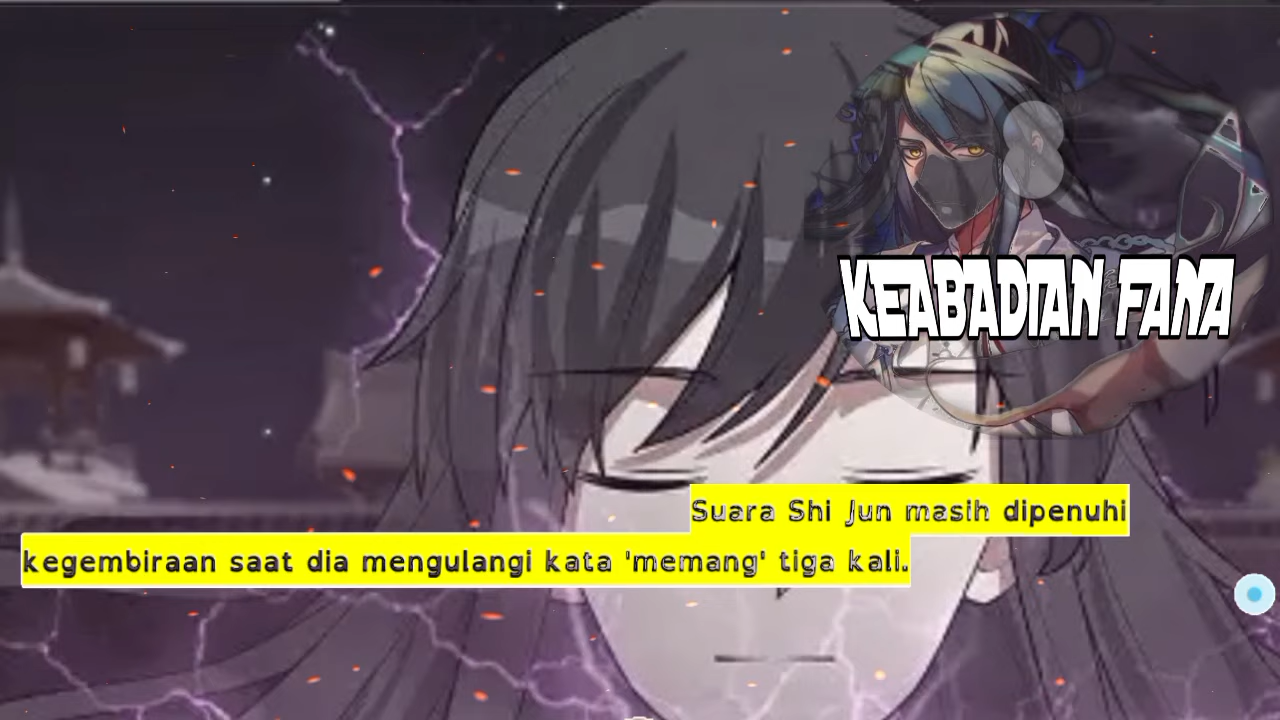 KEABADIAN FANA
Suara Shi Jun masih dipenuhi
kegembiraan saat dia mengulangi kata 'memang' tiga kali.